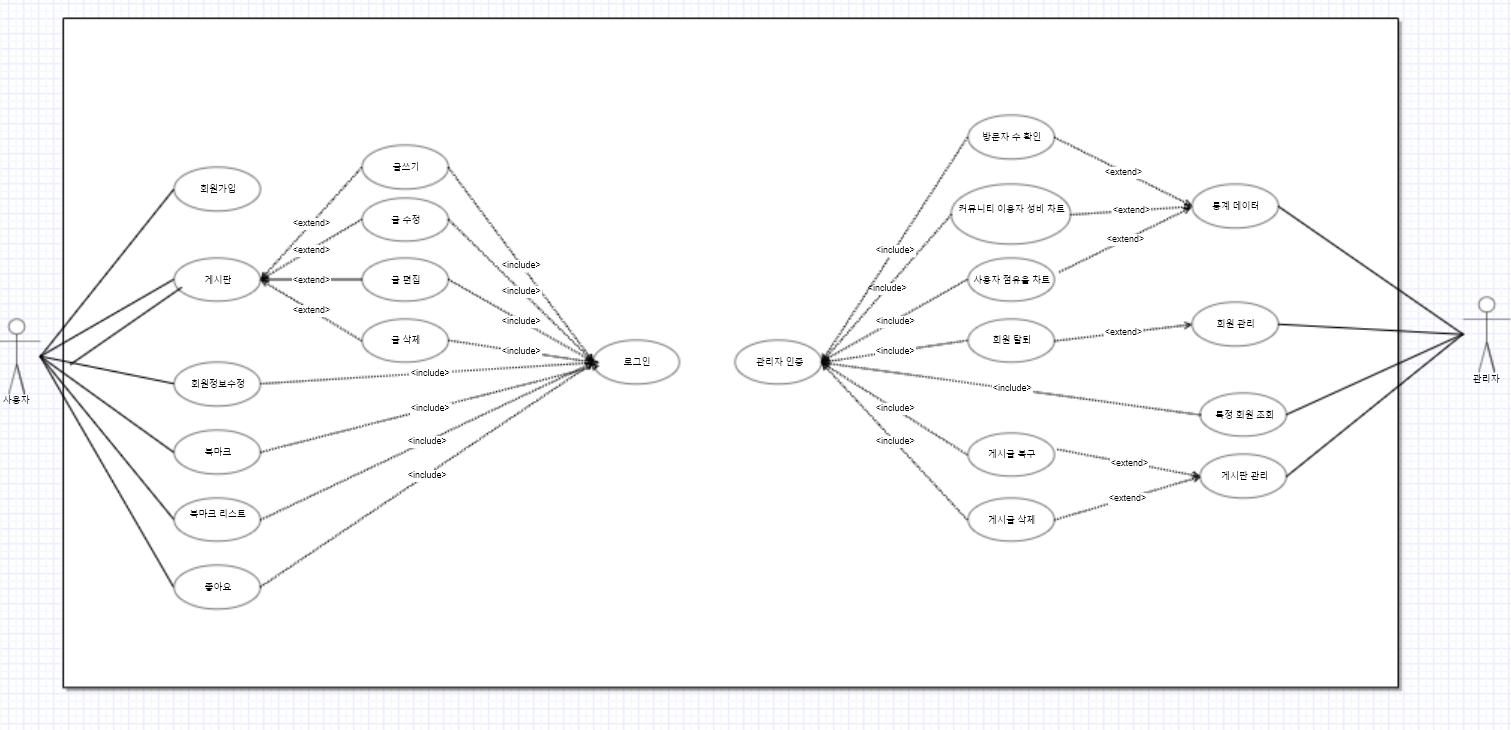 회원가입
게시판
회원정보수정
북마크
북마크 리스트
좋아요
사용자
글쓰기
글 수정
글 편집
글 삭제
<extend>
<extend>
<extend>
<extend>
<include>
<include>
<include>
<include>
<include>
<include>
<include>
<include>
로그인
관리자 인증
<include>
<include>
<include>
<include>
<include>
<include>
<include>
방문자 수 확인
커뮤니티 이용자 성비 차트
사용자 점유율 차트
회원 탈퇴
게시글 복구
게시글 삭제
<extend>
<extend>
<extend>
<extend>
<extend>
<extend>
통계 데이터
회원 관리
특정 회원 조회
게시판 관리
관리자